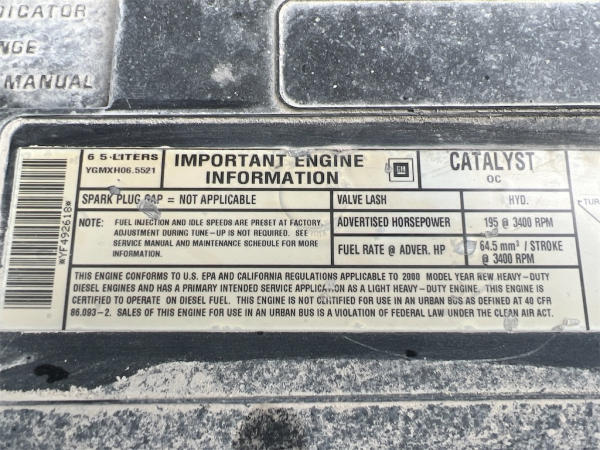 DICATOR
NGE
MANUAL
6 5-LITERS
YGMXH06.5521
IMPORTANT ENGINE
INFORMATION
GM
CATALYST
OC
SPARK PLUG GAP = NOT APPLICABLE
VALVE LASH
HYD.
NOTE: FUEL INJECTION AND IDLE SPEEDS ARE PRESET AT FACTORY.
ADJUSTMENT DURING TUNE-UP IS NOT REQUIRED. SEE
SERVICE MANUAL AND MAINTENANCE SCHEDULE FOR MORE
INFORMATION.
ADVERTISED HORSEPOWER
195 @ 3400 RPM
FUEL RATE @ ADVER. HP
64.5 mm³ / STROKE
@ 3400 RPM
THIS ENGINE CONFORMS TO U.S. EPA AND CALIFORNIA REGULATIONS APPLICABLE TO 2000 MODEL YEAR NEW HEAVY-DUTY
DIESEL ENGINES AND HAS A PRIMARY INTENDED SERVICE APPLICATION AS A LIGHT HEAVY-DUTY ENGINE. THIS ENGINE IS
CERTIFIED TO OPERATE ON DIESEL FUEL. THIS ENGINE IS NOT CERTIFIED FOR USE IN AN URBAN BUS AS DEFINED AT 40 CFR
86.093-2. SALES OF THIS ENGINE FOR USE IN AN URBAN BUS IS A VIOLATION OF FEDERAL LAW UNDER THE CLEAN AIR ACT.
*YF492618*